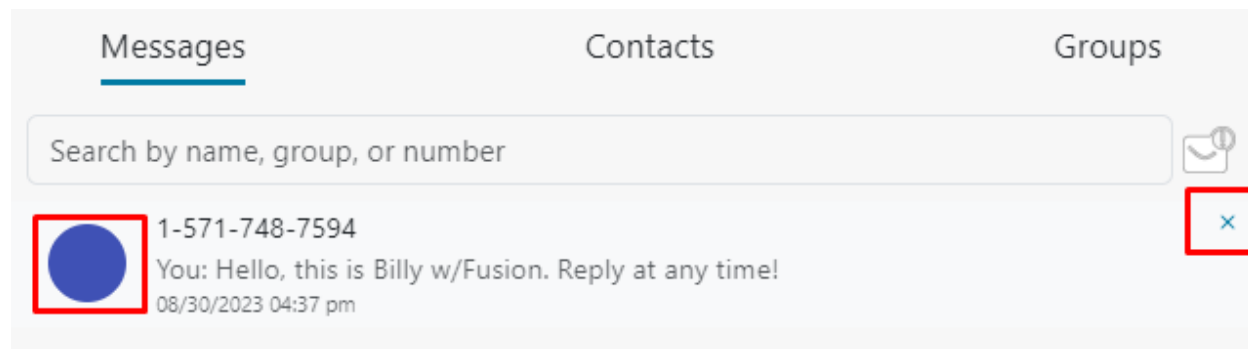 Messages Contacts Groups
Search by name, group, or number
1-571-748-7594
You: Hello, this is Billy w/Fusion. Reply at any time!
08/30/2023 04:37 pm